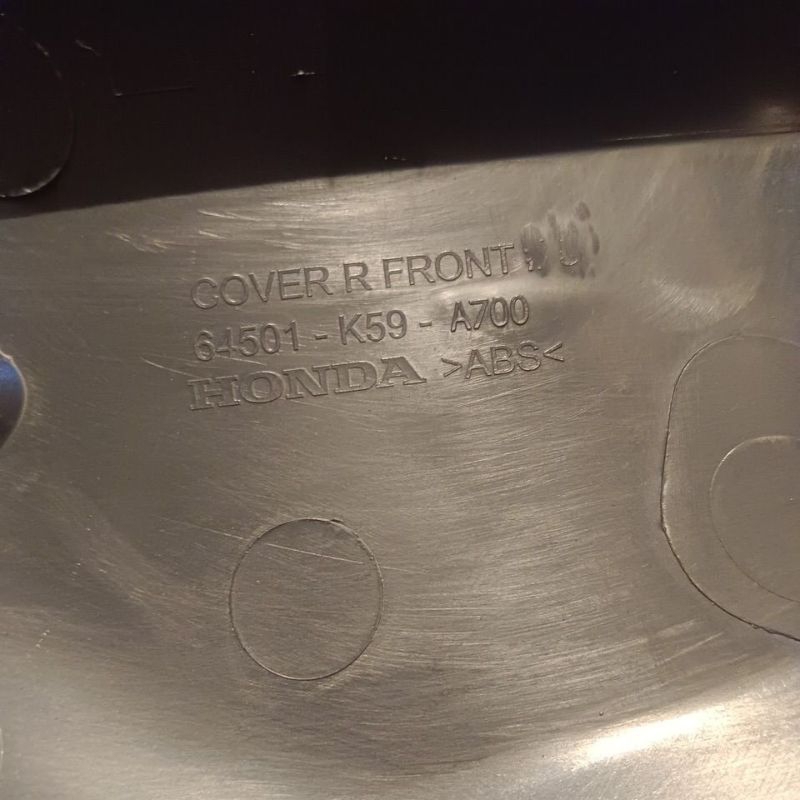 COVER R FRONT
64501 - K59 - A700
HONDA >ABS<